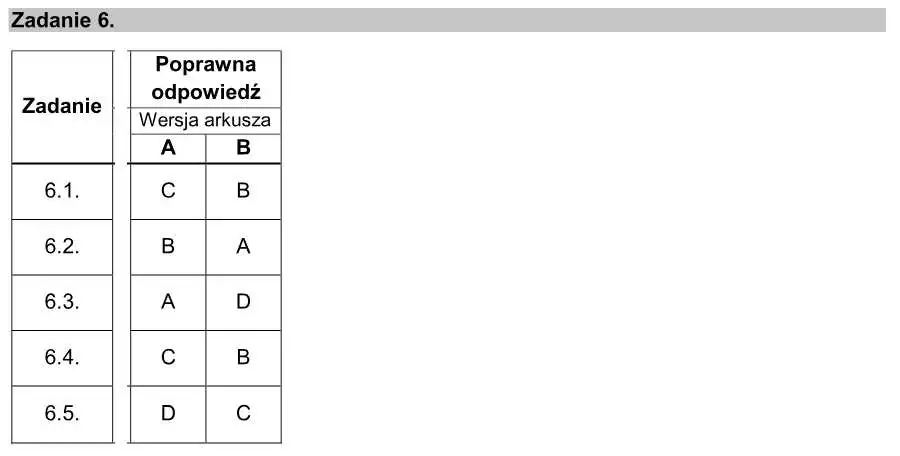 Zadanie 6.
Zadanie
Poprawna
odpowiedź
Wersja arkusza
A B
6.1. C B
6.2. B A
6.3. A D
6.4. C B
6.5. D C